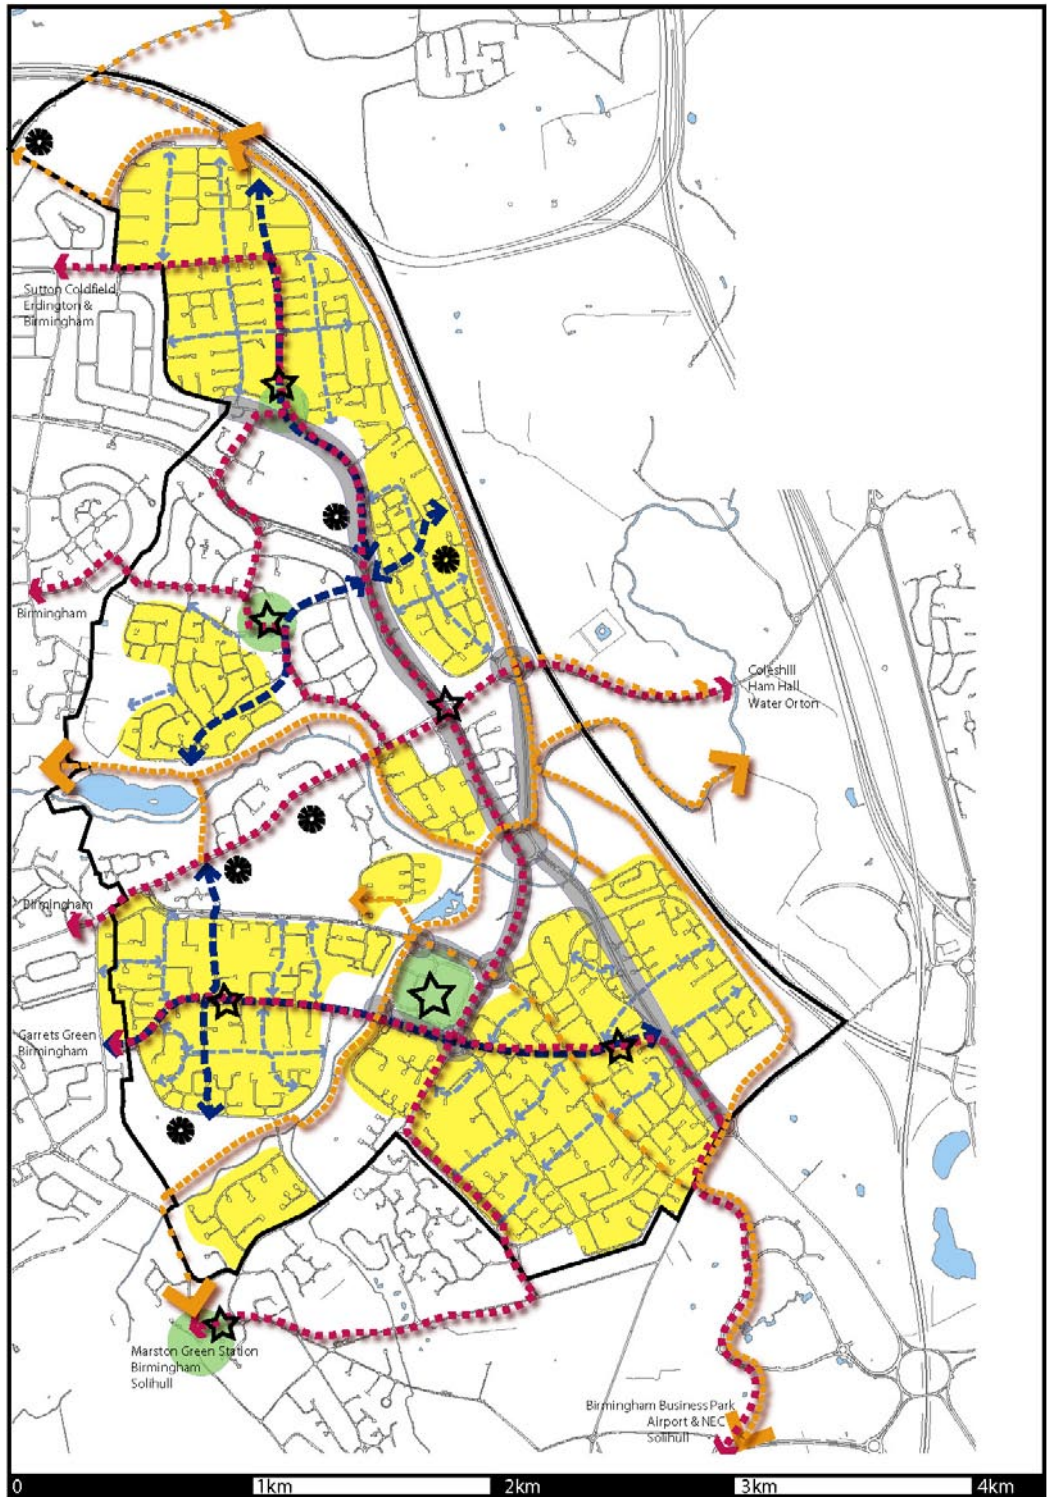 Sutton Coldfield,
Erdington &
Birmingham
Birmingham
Coleshill
Ham Hall
Water Orton
Birmingham
Garrets Green
Birmingham
Marston Green Station
Birmingham
Solihull
Birmingham Business Park
Airport & NEC
Solihull
0 1km 2km 3km 4km